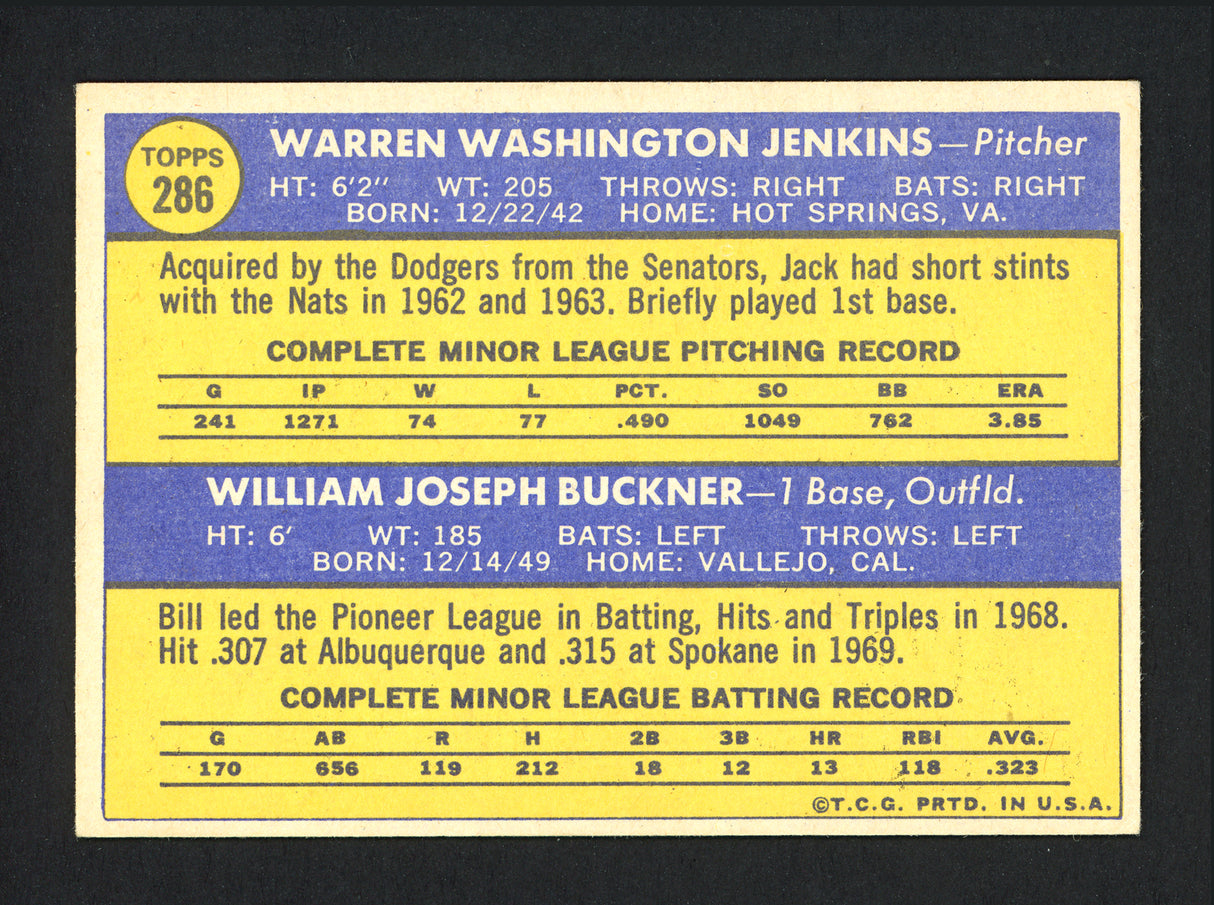 TOPPS
286
WARREN WASHINGTON JENKINS—Pitcher
HT: 6'2" WT: 205 THROWS: RIGHT BATS: RIGHT
BORN: 12/22/42 HOME: HOT SPRINGS, VA.
Acquired by the Dodgers from the Senators, Jack had short stints
with the Nats in 1962 and 1963. Briefly played 1st base.
COMPLETE MINOR LEAGUE PITCHING RECORD
G IP W L PCT. SO BB ERA
241 1271 74 77 .490 1049 762 3.85
WILLIAM JOSEPH BUCKNER—1 Base, Outfld.
HT: 6' WT: 185 BATS: LEFT THROWS: LEFT
BORN: 12/14/49 HOME: VALLEJO, CAL.
Bill led the Pioneer League in Batting, Hits and Triples in 1968.
Hit .307 at Albuquerque and .315 at Spokane in 1969.
COMPLETE MINOR LEAGUE BATTING RECORD
G AB R H 2B 3B HR RBI AVG.
170 656 119 212 18 12 13 118 .323
©T.C.G. PRTD. IN U.S.A.